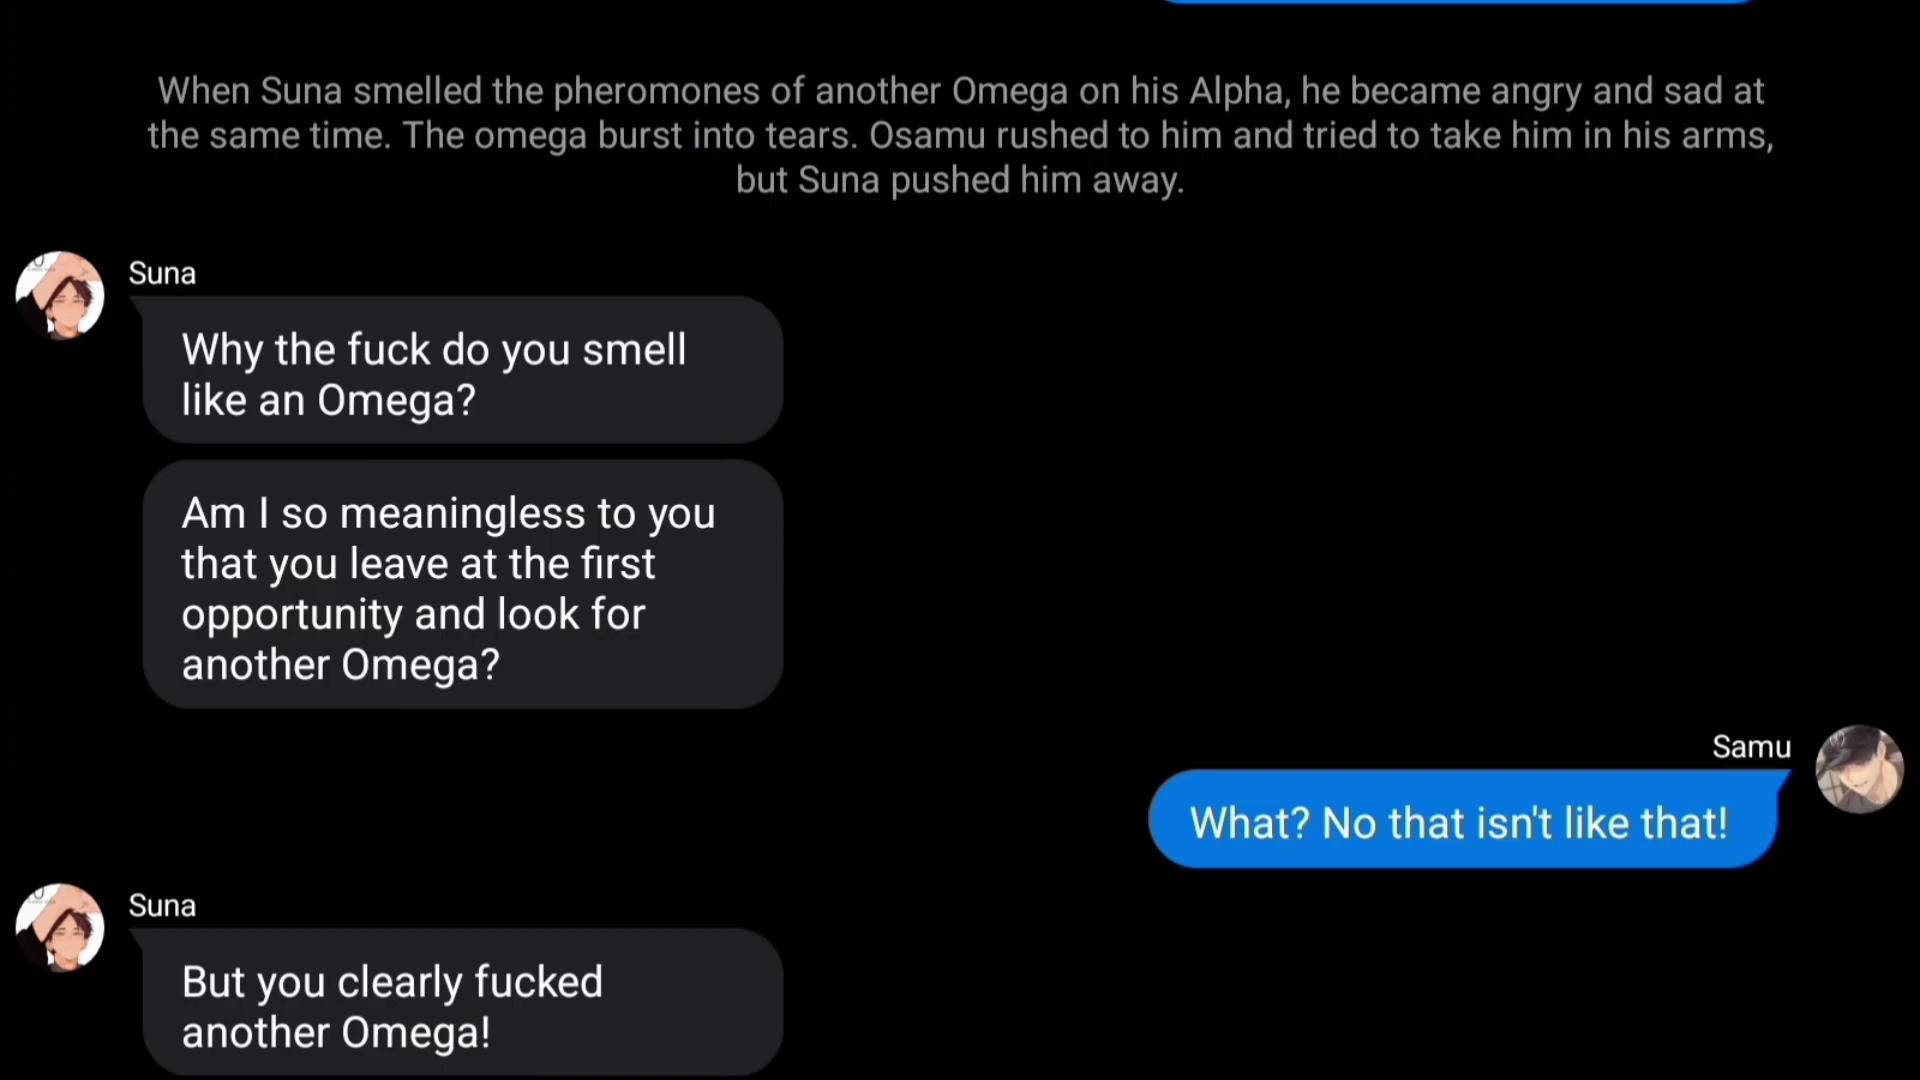 When Suna smelled the pheromones of another Omega on his Alpha, he became angry and sad at
the same time. The omega burst into tears. Osamu rushed to him and tried to take him in his arms,
but Suna pushed him away.
Suna
Why the fuck do you smell
like an Omega?
Am I so meaningless to you
that you leave at the first
opportunity and look for
another Omega?
Samu
What? No that isn't like that!
Suna
But you clearly fucked
another Omega!